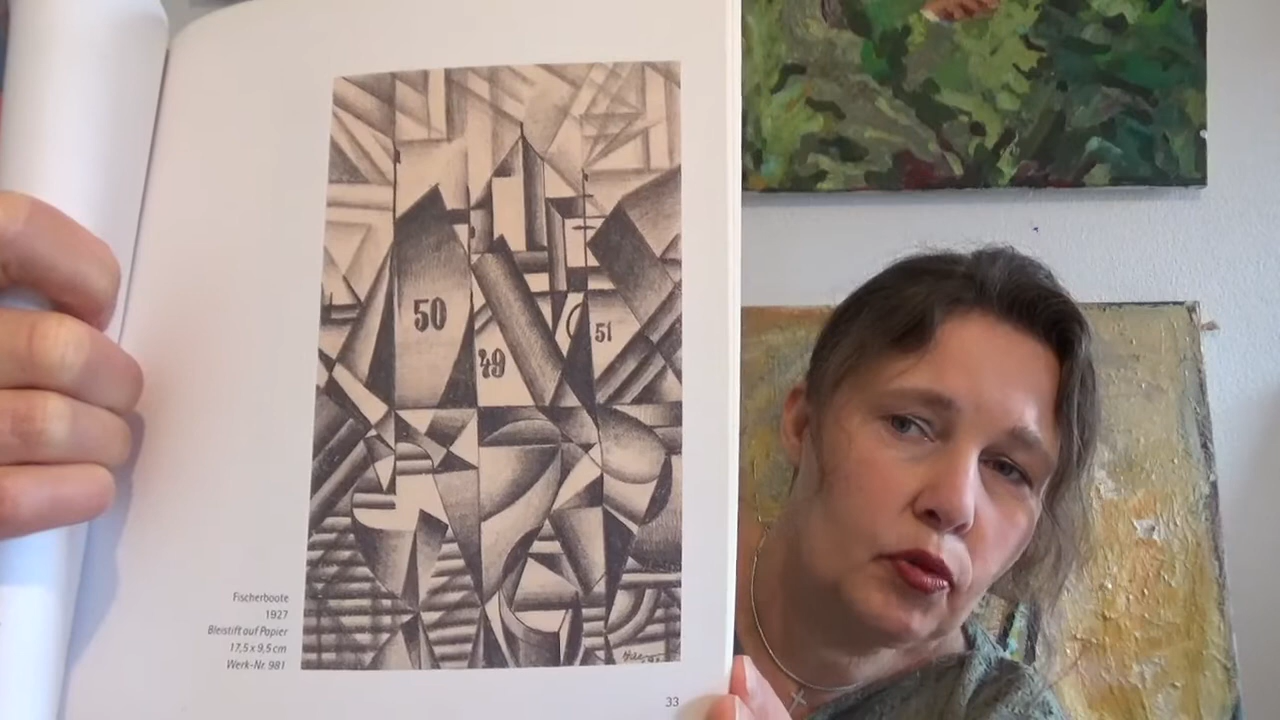 50
49
51
Fischerboote
1927
Bleistift auf Papier
17,5 x 9,5 cm
Werk-Nr. 981
33